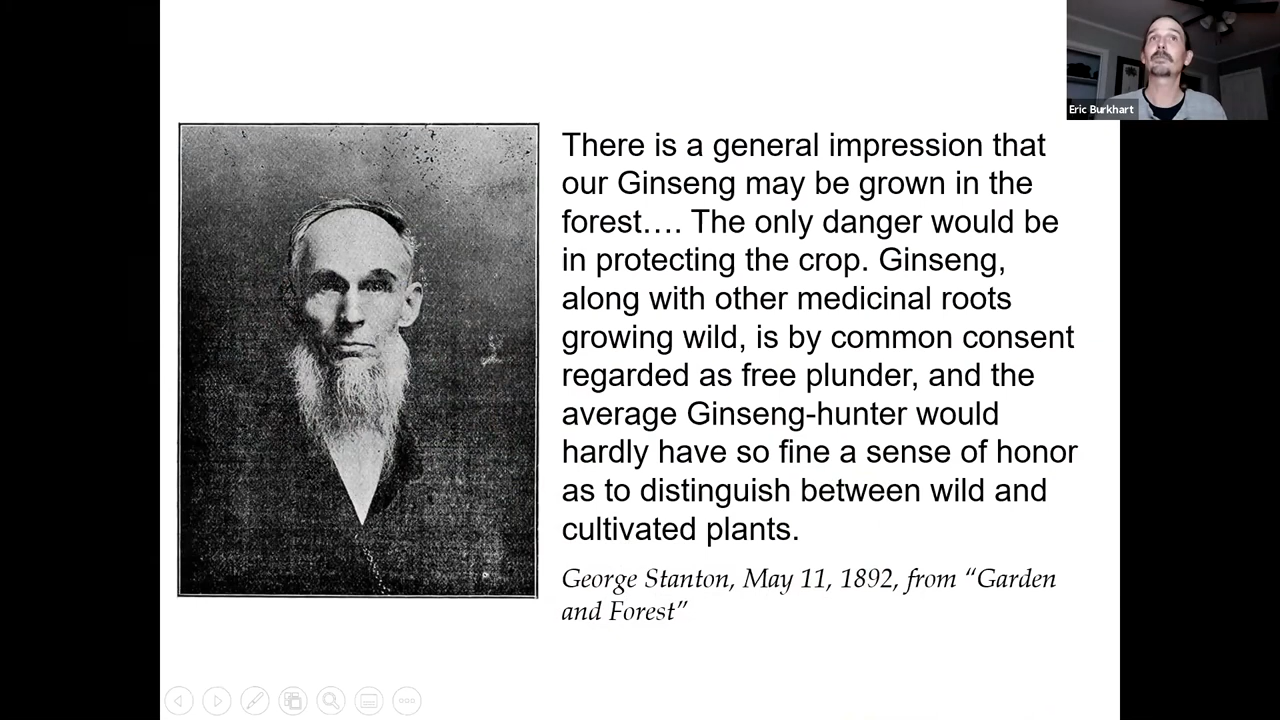 Eric Burkhart
There is a general impression that
our Ginseng may be grown in the
forest…. The only danger would be
in protecting the crop. Ginseng,
along with other medicinal roots
growing wild, is by common consent
regarded as free plunder, and the
average Ginseng-hunter would
hardly have so fine a sense of honor
as to distinguish between wild and
cultivated plants.
George Stanton, May 11, 1892, from “Garden
and Forest”